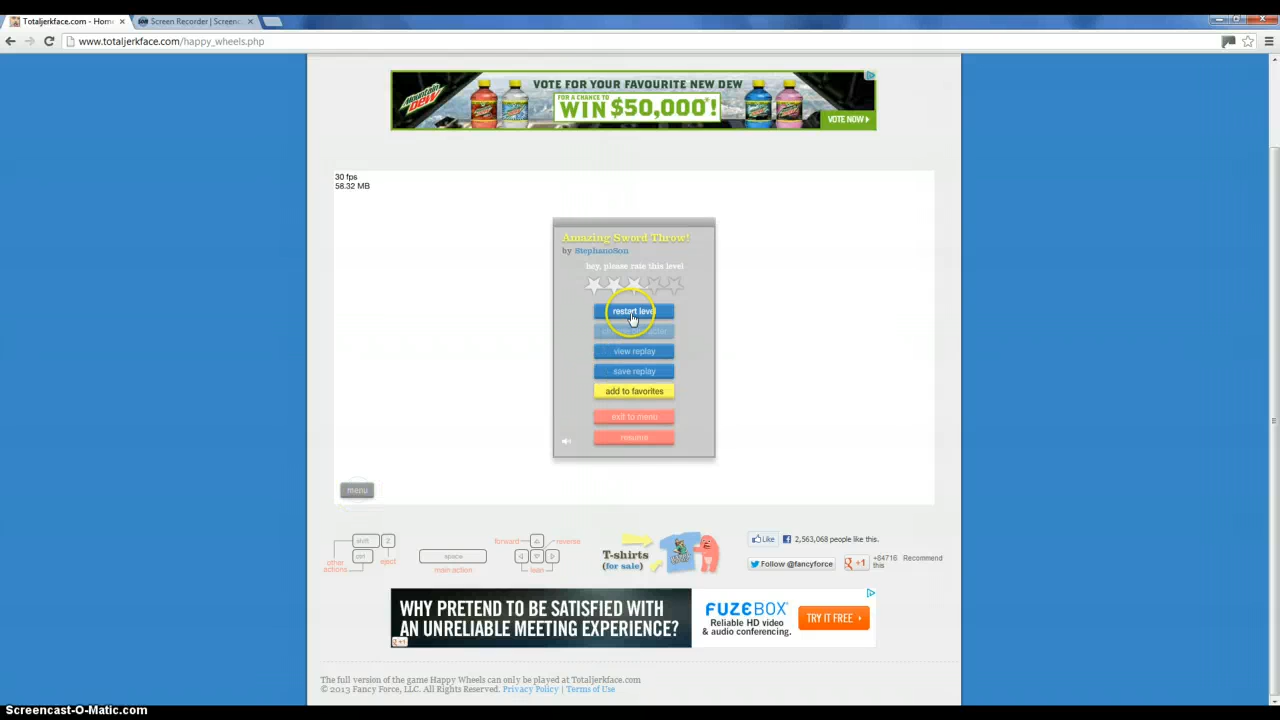 Totaljerkface.com - Hom
Screen Recorder | Screenc
www.totaljerkface.com/happy_wheels.php
VOTE FOR YOUR FAVOURITE NEW DEW
FOR A CHANCE TO WIN $50,000*!
VOTE NOW
30 fps
58.32 MB
Amazing Sword Throw!
by StephanoSon
hey, please rate this level
restart level
view replay
save replay
add to favorites
exit to menu
resume
menu
shift Z
ctrl
eject
other actions
space
main action
forward
reverse
lean
T-shirts
(for sale)
Like 2,563,068 people like this.
Follow @fancyforce
+1 +84716 Recommend this
WHY PRETEND TO BE SATISFIED WITH
AN UNRELIABLE MEETING EXPERIENCE?
+1
FUZEBOX
Reliable HD video
& audio conferencing.
TRY IT FREE
The full version of the game Happy Wheels can only be played at Totaljerkface.com
© 2013 Fancy Force, LLC. All Rights Reserved. Privacy Policy | Terms of Use
Screencast-O-Matic.com